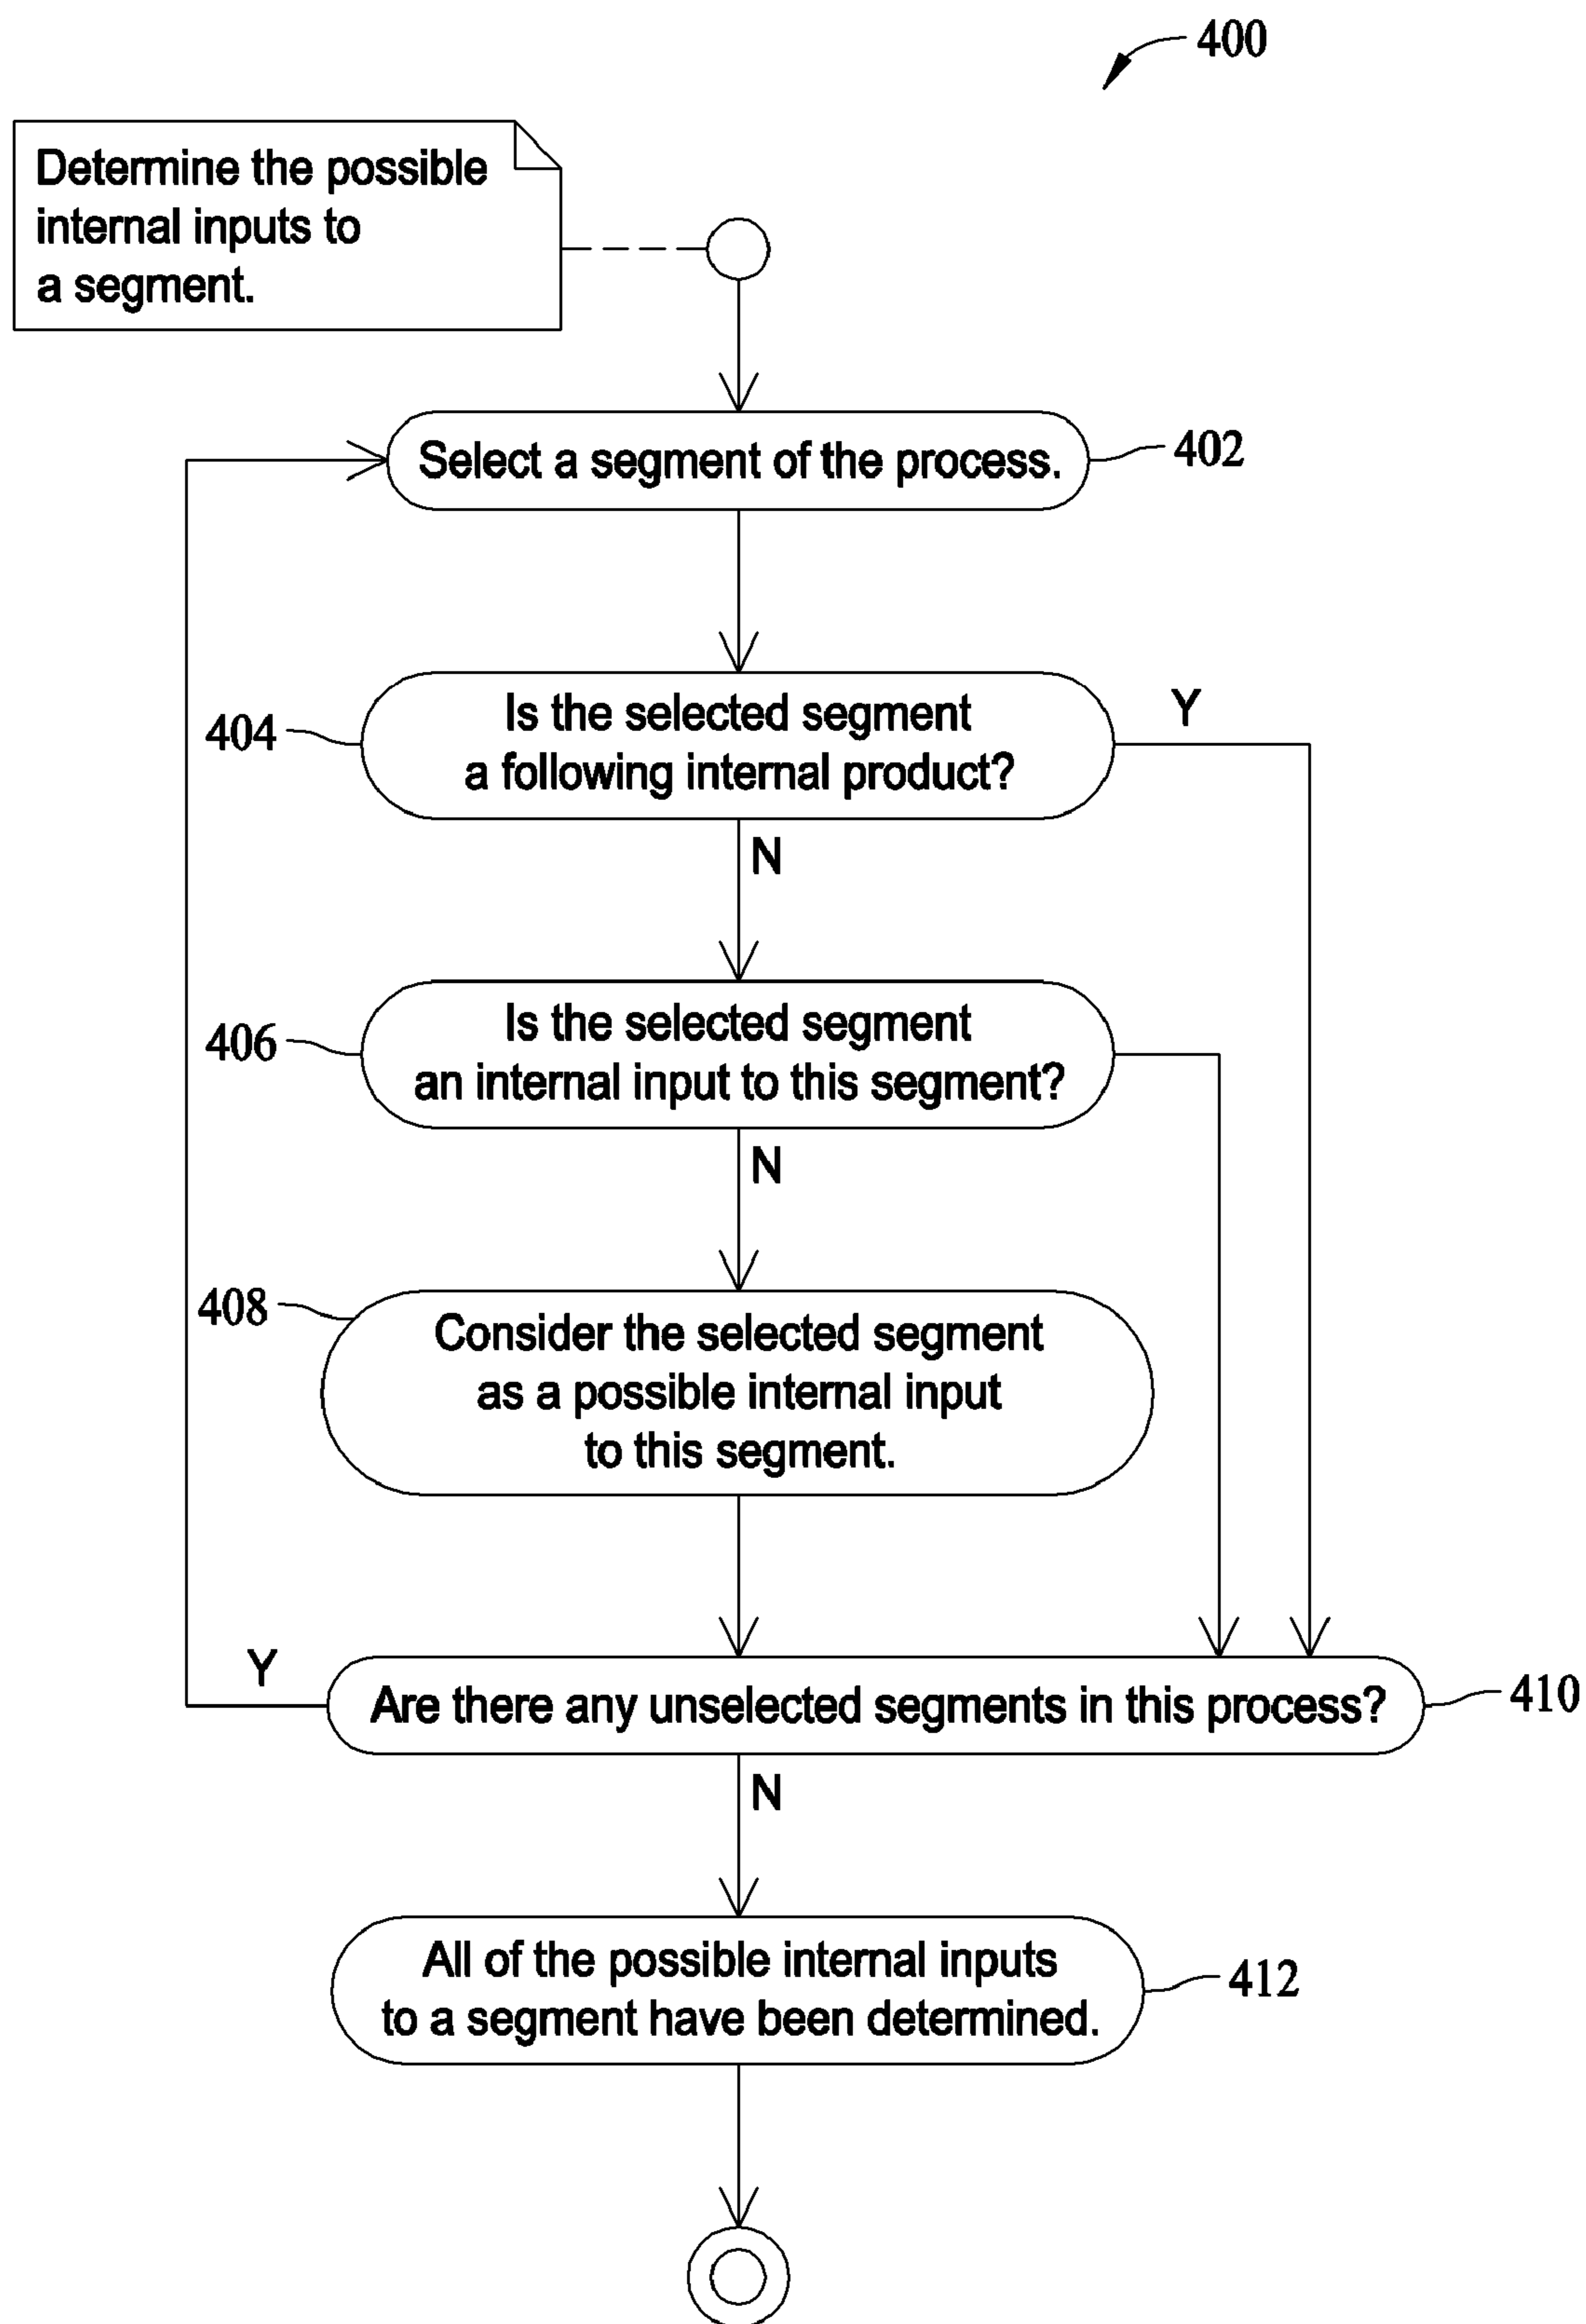 400
Determine the possible
internal inputs to
a segment.
Select a segment of the process.
402
Is the selected segment
a following internal product?
404
Y
N
Is the selected segment
an internal input to this segment?
406
N
408
Consider the selected segment
as a possible internal input
to this segment.
Y
Are there any unselected segments in this process?
410
N
All of the possible internal inputs
to a segment have been determined.
412